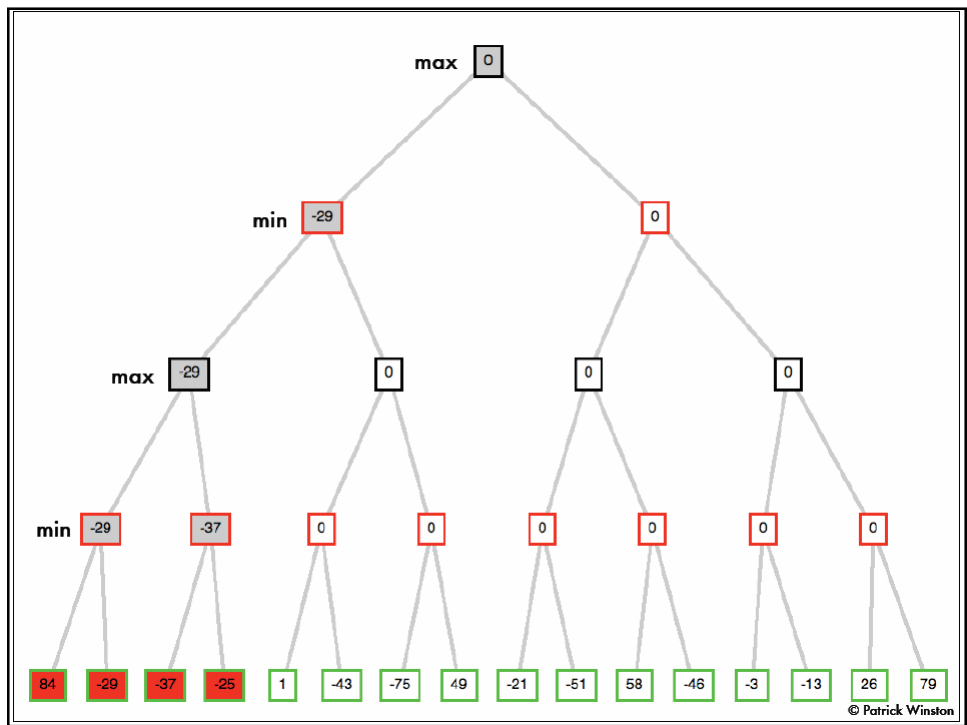 max 0
min -29 0
max -29 0 0 0
min -29 -37 0 0 0 0 0 0
84 -29 -37 -25 1 -43 -75 49 -21 -51 58 -46 -3 -13 26 79
© Patrick Winston